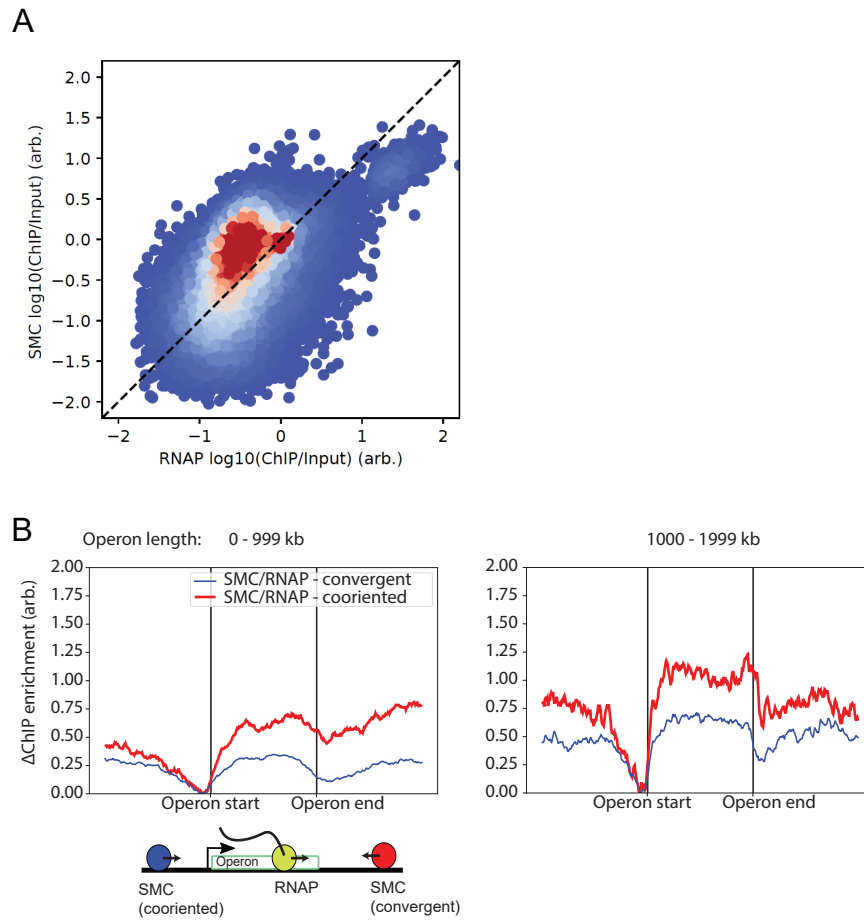 A
SMC log10(ChIP/Input) (arb.)
2.0
1.5
1.0
0.5
0.0
−0.5
−1.0
−1.5
−2.0
−2
−1
0
1
2
RNAP log10(ChIP/Input) (arb.)
B
Operon length:
0 - 999 kb
1000 - 1999 kb
ΔChIP enrichment (arb.)
2.00
1.75
1.50
1.25
1.00
0.75
0.50
0.25
0.00
SMC/RNAP - convergent
SMC/RNAP - cooriented
Operon start
Operon end
2.00
1.75
1.50
1.25
1.00
0.75
0.50
0.25
0.00
Operon start
Operon end
Operon
SMC
(cooriented)
RNAP
SMC
(convergent)